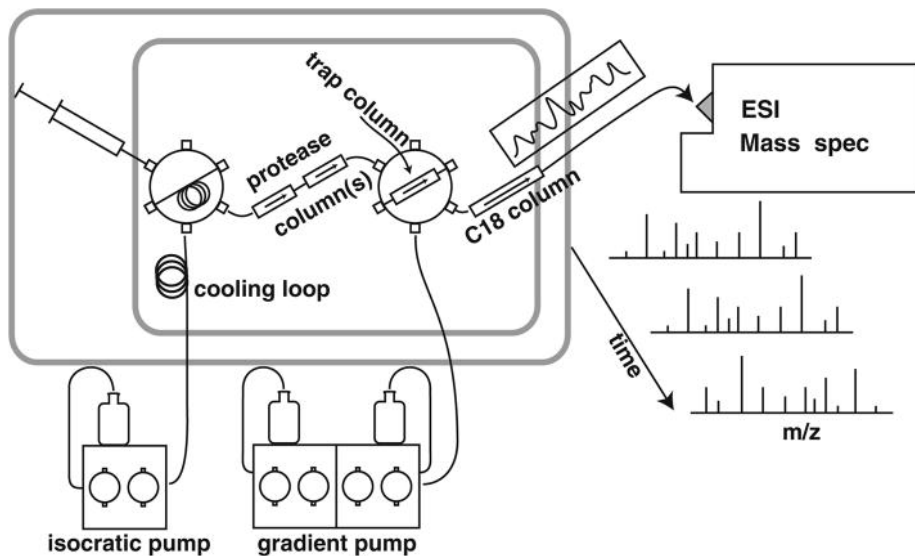 trap column
protease
column(s)
C18 column
ESI
Mass spec
cooling loop
time
m/z
isocratic pump
gradient pump